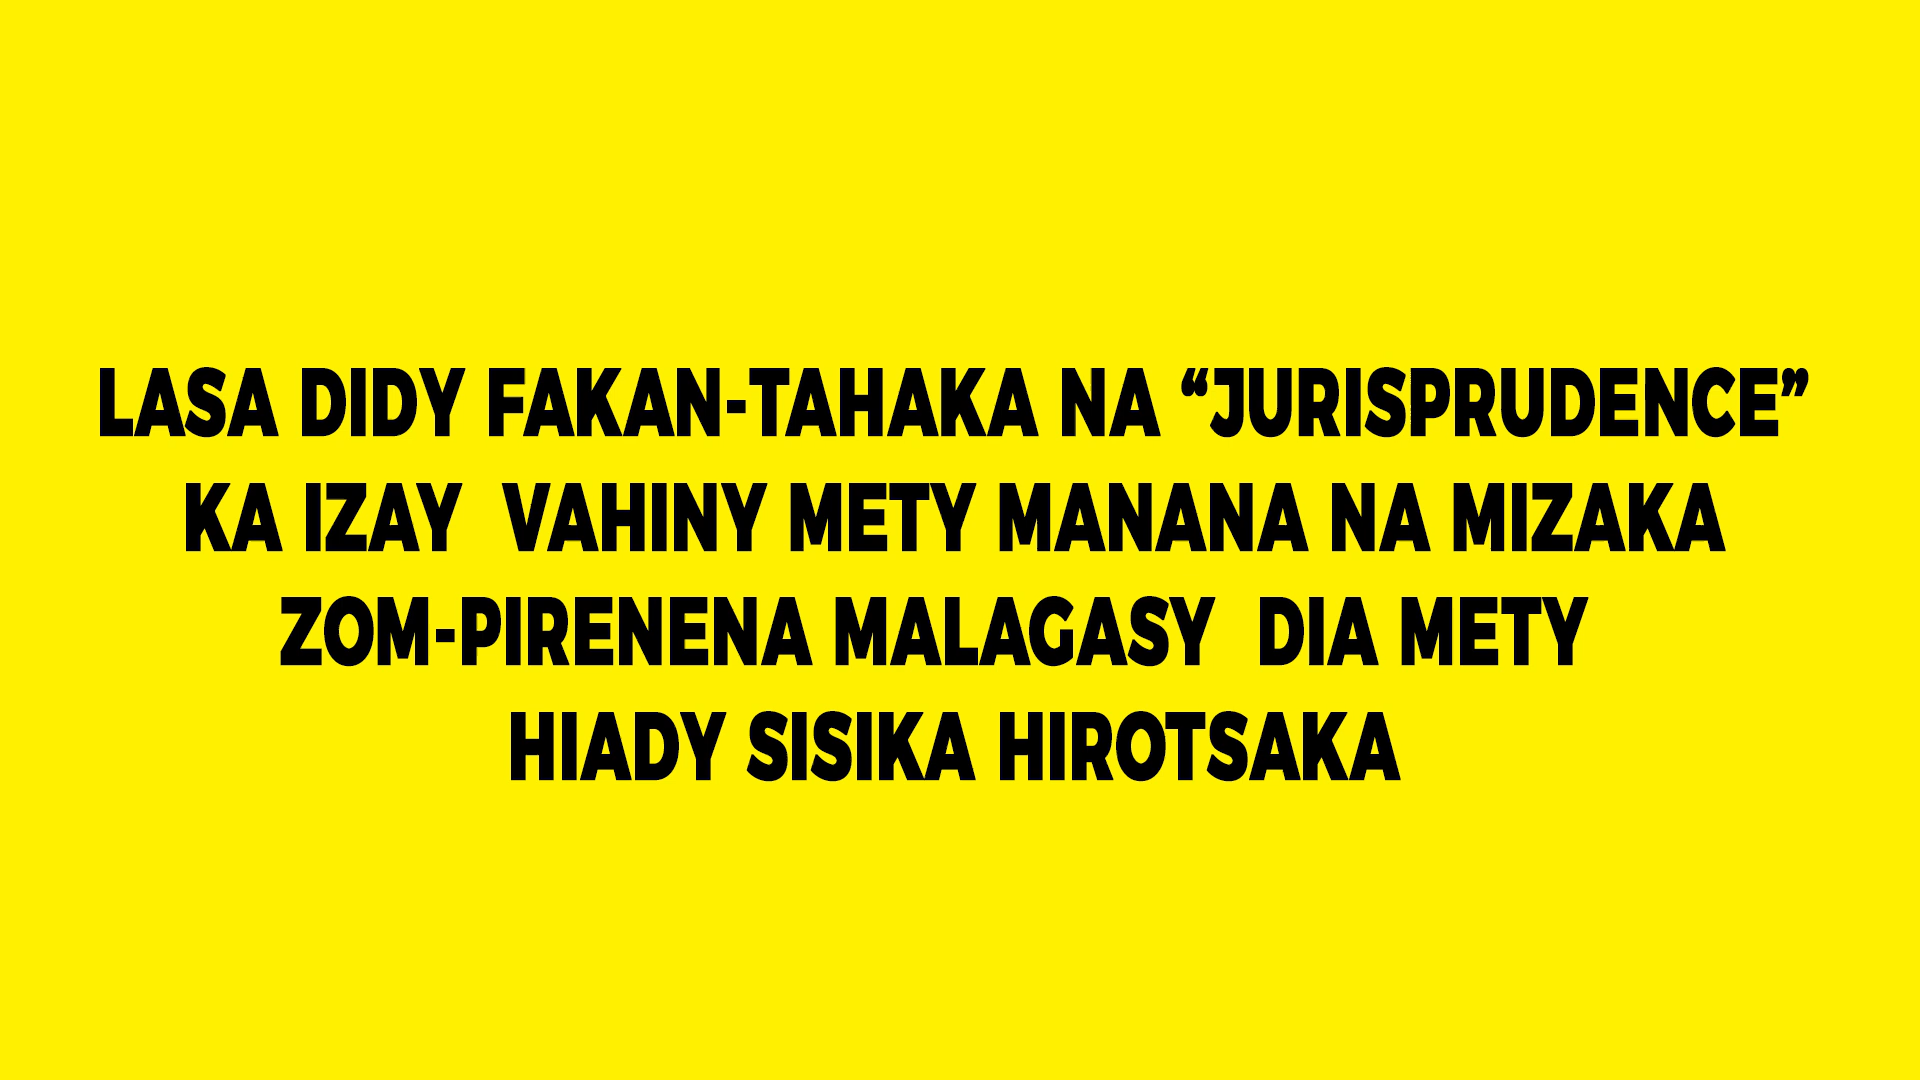 LASA DIDY FAKAN-TAHAKA NA “JURISPRUDENCE”
KA IZAY VAHINY METY MANANA NA MIZAKA
ZOM-PIRENENA MALAGASY DIA METY
HIADY SISIKA HIROTSAKA